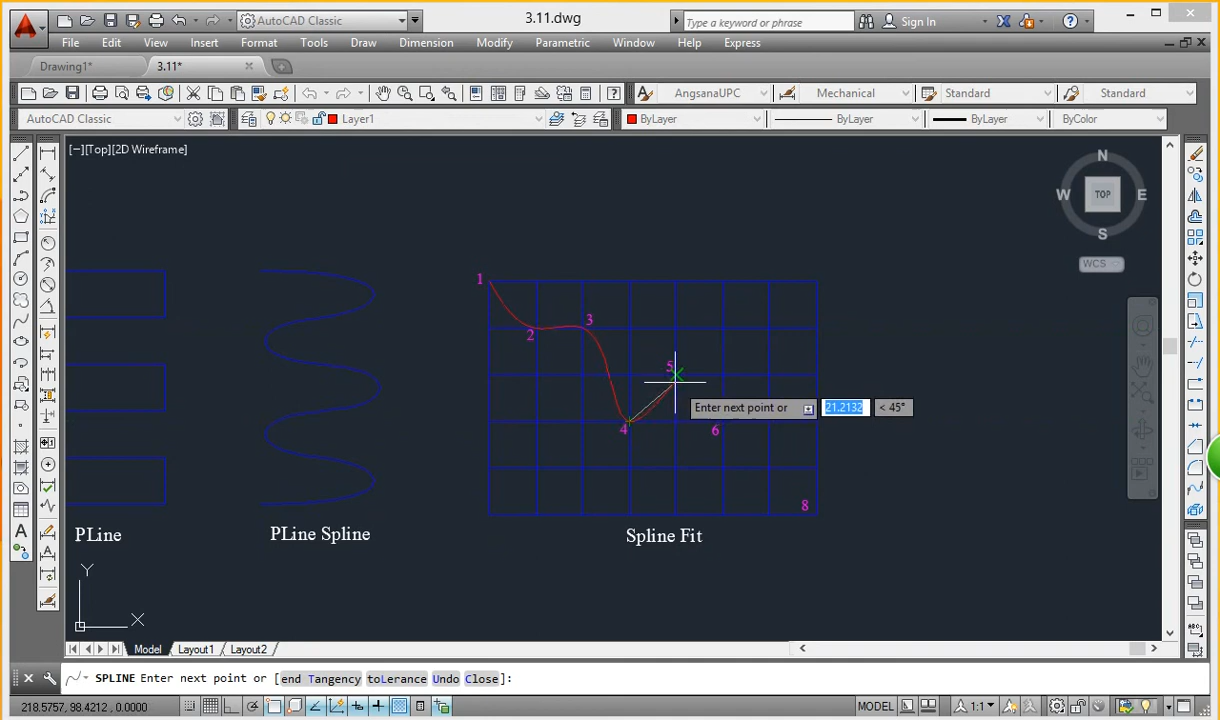 AutoCAD Classic
3.11.dwg
Type a keyword or phrase
Sign In
File Edit View Insert Format Tools Draw Dimension Modify Parametric Window Help Express
Drawing1* 3.11*
AngsanaUPC Mechanical Standard Standard
AutoCAD Classic Layer1 ByLayer ByLayer ByLayer ByColor
[−][Top][2D Wireframe]
N
W TOP E
S
WCS
1
2
3
4
5
6
8
Enter next point or 21.2132 < 45°
PLine
PLine Spline
Spline Fit
Y
X
Model Layout1 Layout2
SPLINE Enter next point or [end Tangency toLerance Undo Close]:
218.5757, 98.4212, 0.0000 MODEL 1:1